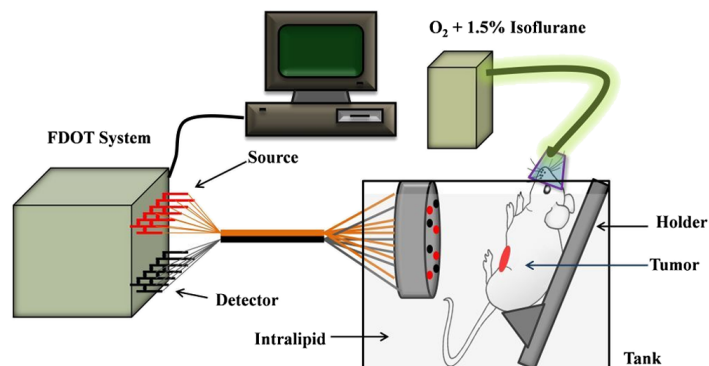 O₂ + 1.5% Isoflurane
FDOT System
Source
Holder
Tumor
Detector
Intralipid
Tank